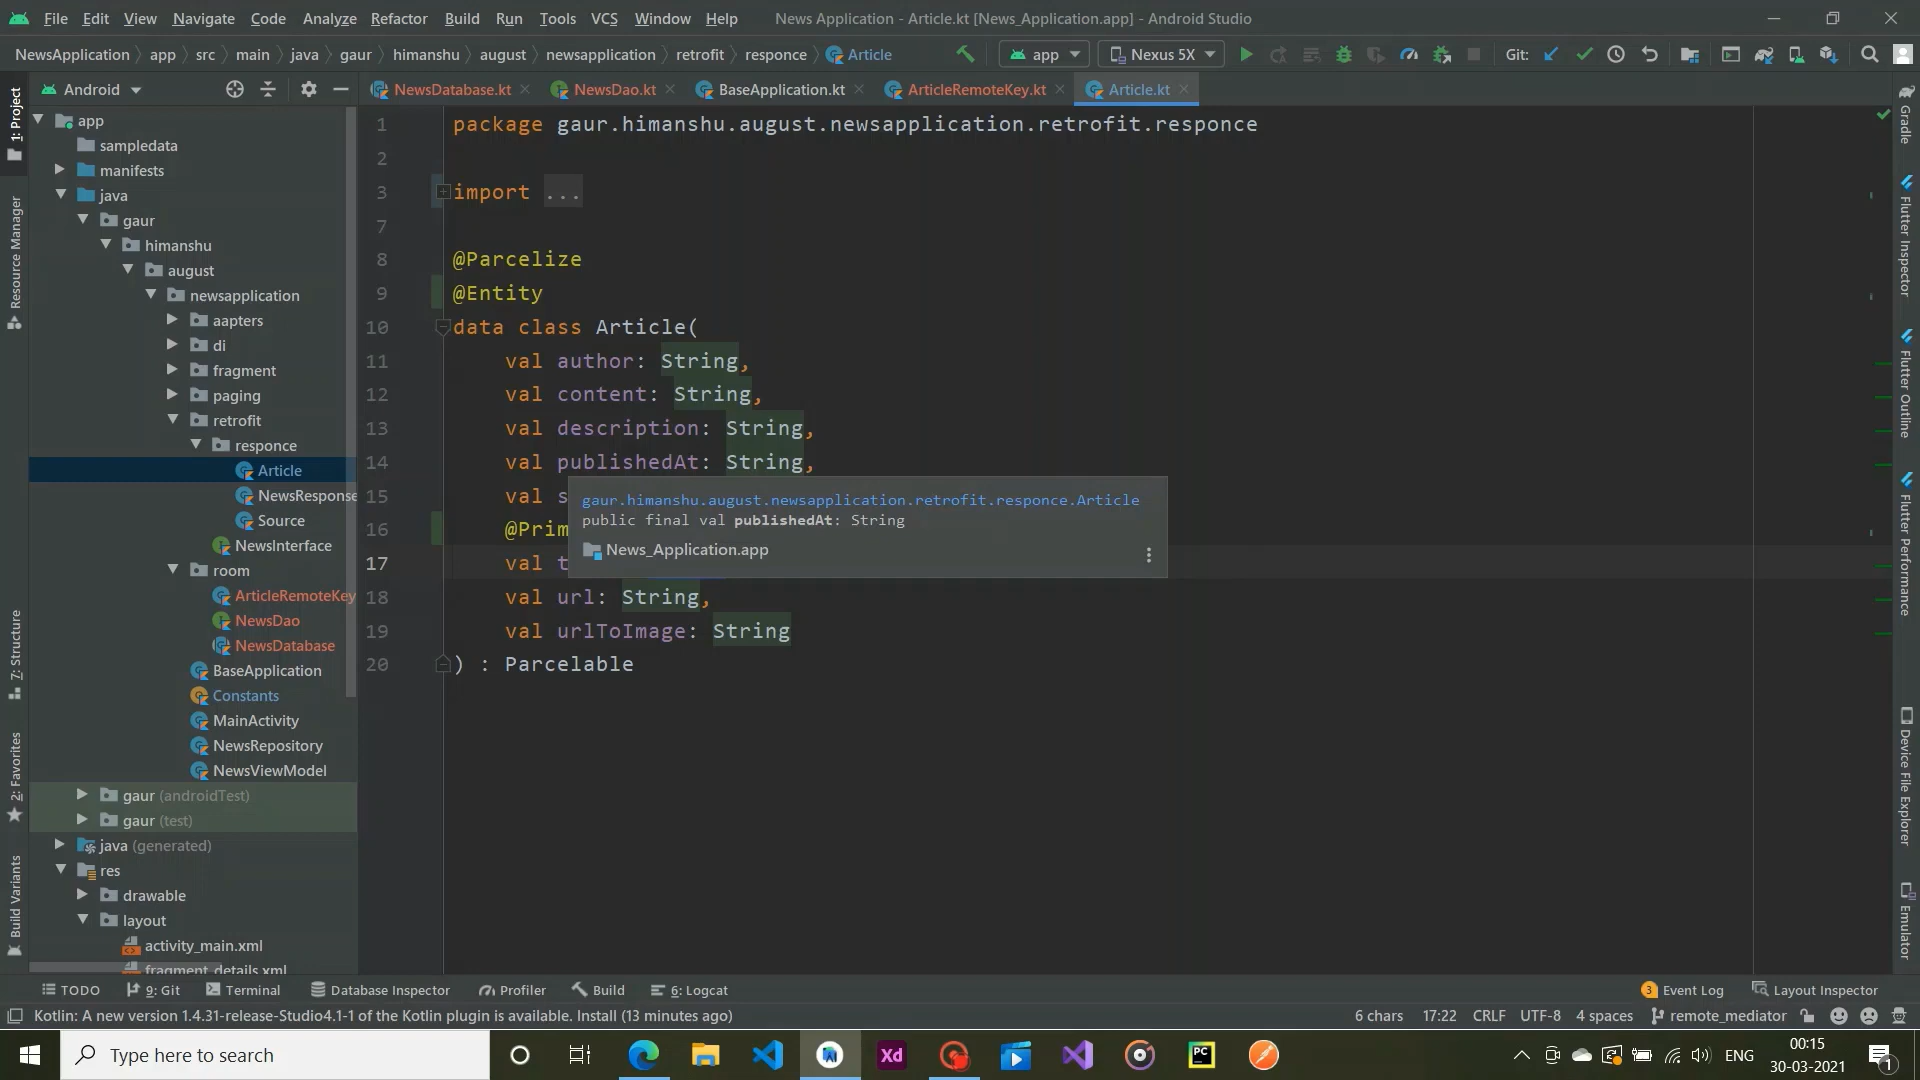 File Edit View Navigate Code Analyze Refactor Build Run Tools VCS Window Help News Application - Article.kt [News_Application.app] - Android Studio
NewsApplication app src main java gaur himanshu august newsapplication retrofit responce Article app Nexus 5X Git:
Android NewsDatabase.kt NewsDao.kt BaseApplication.kt ArticleRemoteKey.kt Article.kt
1: Project
Resource Manager
7: Structure
2: Favorites
Build Variants
app
sampledata
manifests
java
gaur
himanshu
august
newsapplication
aapters
di
fragment
paging
retrofit
responce
Article
NewsResponse
Source
NewsInterface
room
ArticleRemoteKey
NewsDao
NewsDatabase
BaseApplication
Constants
MainActivity
NewsRepository
NewsViewModel
gaur (androidTest)
gaur (test)
java (generated)
res
drawable
layout
activity_main.xml
fragment_details.xml
1 package gaur.himanshu.august.newsapplication.retrofit.responce
2
3 import ...
7
8 @Parcelize
9 @Entity
10 data class Article(
11 val author: String,
12 val content: String,
13 val description: String,
14 val publishedAt: String,
15 val s
16 @Prim
17 val t
18 val url: String,
19 val urlToImage: String
20 ) : Parcelable
gaur.himanshu.august.newsapplication.retrofit.responce.Article
public final val publishedAt: String
News_Application.app
Gradle
Flutter Inspector
Flutter Outline
Flutter Performance
Device File Explorer
Emulator
TODO 9: Git Terminal Database Inspector Profiler Build 6: Logcat 3 Event Log Layout Inspector
Kotlin: A new version 1.4.31-release-Studio4.1-1 of the Kotlin plugin is available. Install (13 minutes ago) 6 chars 17:22 CRLF UTF-8 4 spaces remote_mediator
Type here to search Xd PC ENG 00:15
30-03-2021 1